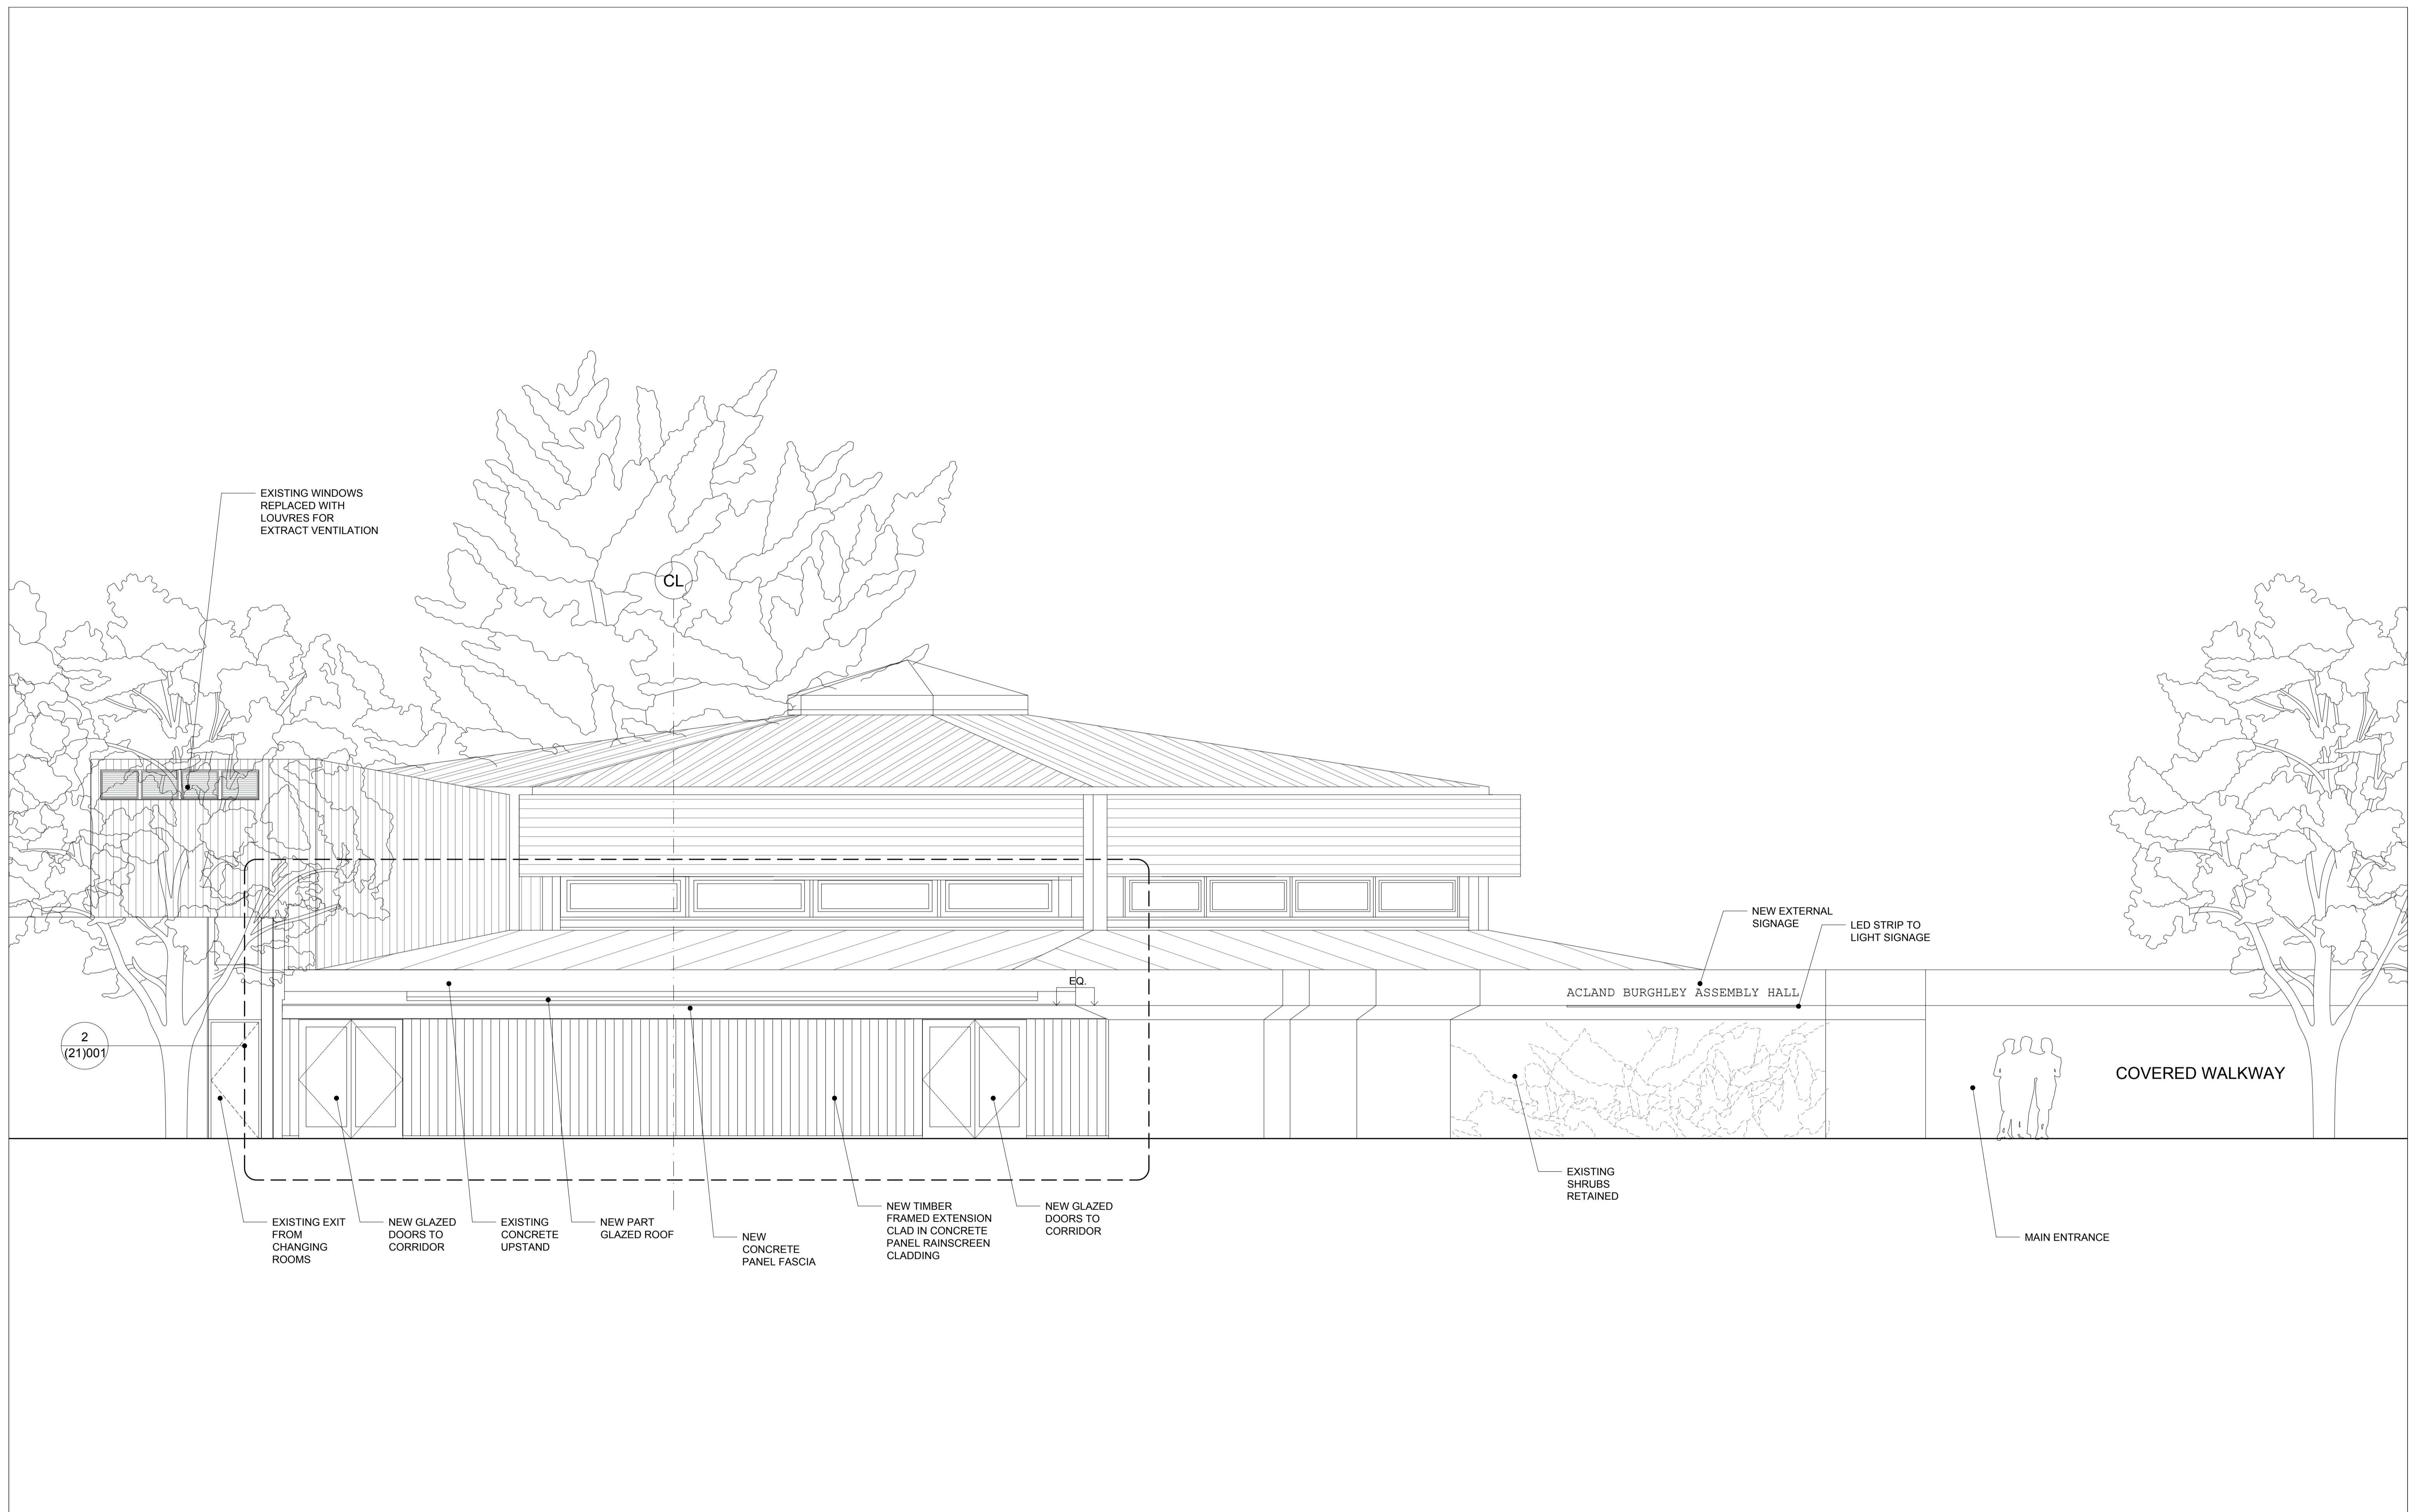 EXISTING WINDOWS
REPLACED WITH
LOUVRES FOR
EXTRACT VENTILATION
CL
NEW EXTERNAL
SIGNAGE
LED STRIP TO
LIGHT SIGNAGE
EQ.
ACLAND BURGHLEY ASSEMBLY HALL
2
(21)001
COVERED WALKWAY
EXISTING EXIT
FROM
CHANGING
ROOMS
NEW GLAZED
DOORS TO
CORRIDOR
EXISTING
CONCRETE
UPSTAND
NEW PART
GLAZED ROOF
NEW
CONCRETE
PANEL FASCIA
NEW TIMBER
FRAMED EXTENSION
CLAD IN CONCRETE
PANEL RAINSCREEN
CLADDING
NEW GLAZED
DOORS TO
CORRIDOR
EXISTING
SHRUBS
RETAINED
MAIN ENTRANCE